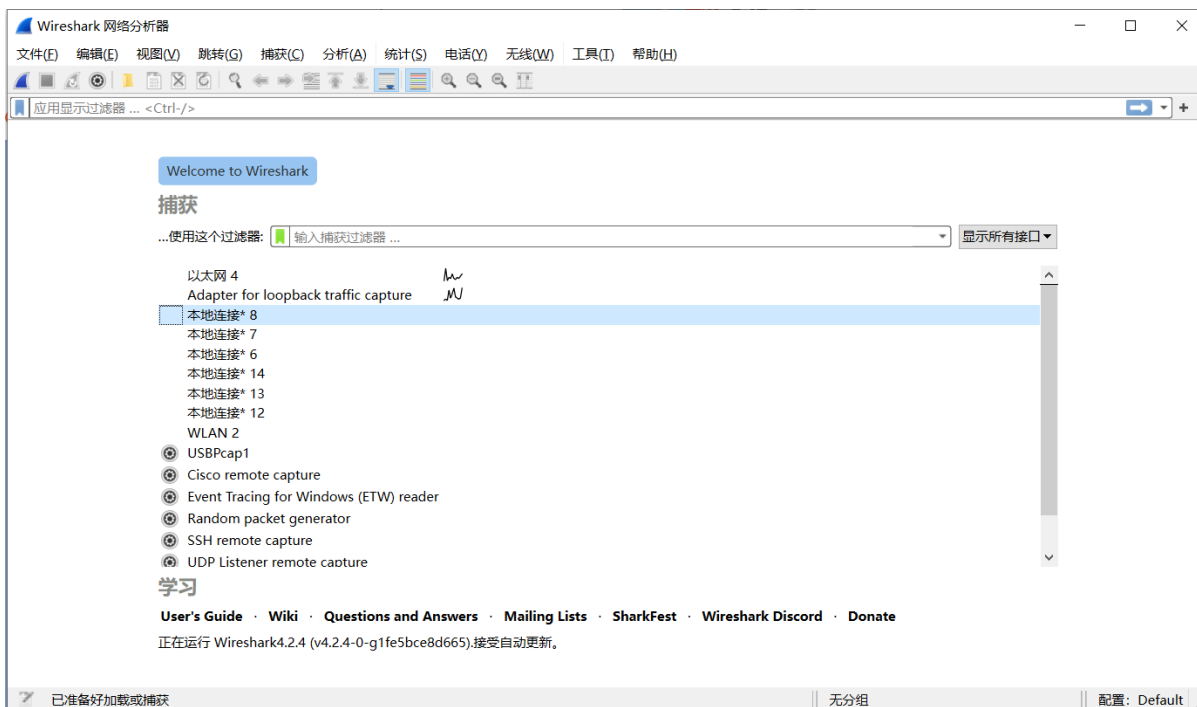 Wireshark 网络分析器
文件(F) 编辑(E) 视图(V) 跳转(G) 捕获(C) 分析(A) 统计(S) 电话(Y) 无线(W) 工具(T) 帮助(H)
应用显示过滤器 ... <Ctrl-/>
Welcome to Wireshark
捕获
...使用这个过滤器: 输入捕获过滤器 ... 显示所有接口
以太网 4
Adapter for loopback traffic capture
本地连接* 8
本地连接* 7
本地连接* 6
本地连接* 14
本地连接* 13
本地连接* 12
WLAN 2
USBPcap1
Cisco remote capture
Event Tracing for Windows (ETW) reader
Random packet generator
SSH remote capture
UDP Listener remote capture
学习
User's Guide · Wiki · Questions and Answers · Mailing Lists · SharkFest · Wireshark Discord · Donate
正在运行 Wireshark4.2.4 (v4.2.4-0-g1fe5bce8d665).接受自动更新。
已准备好加载或捕获 无分组 配置: Default